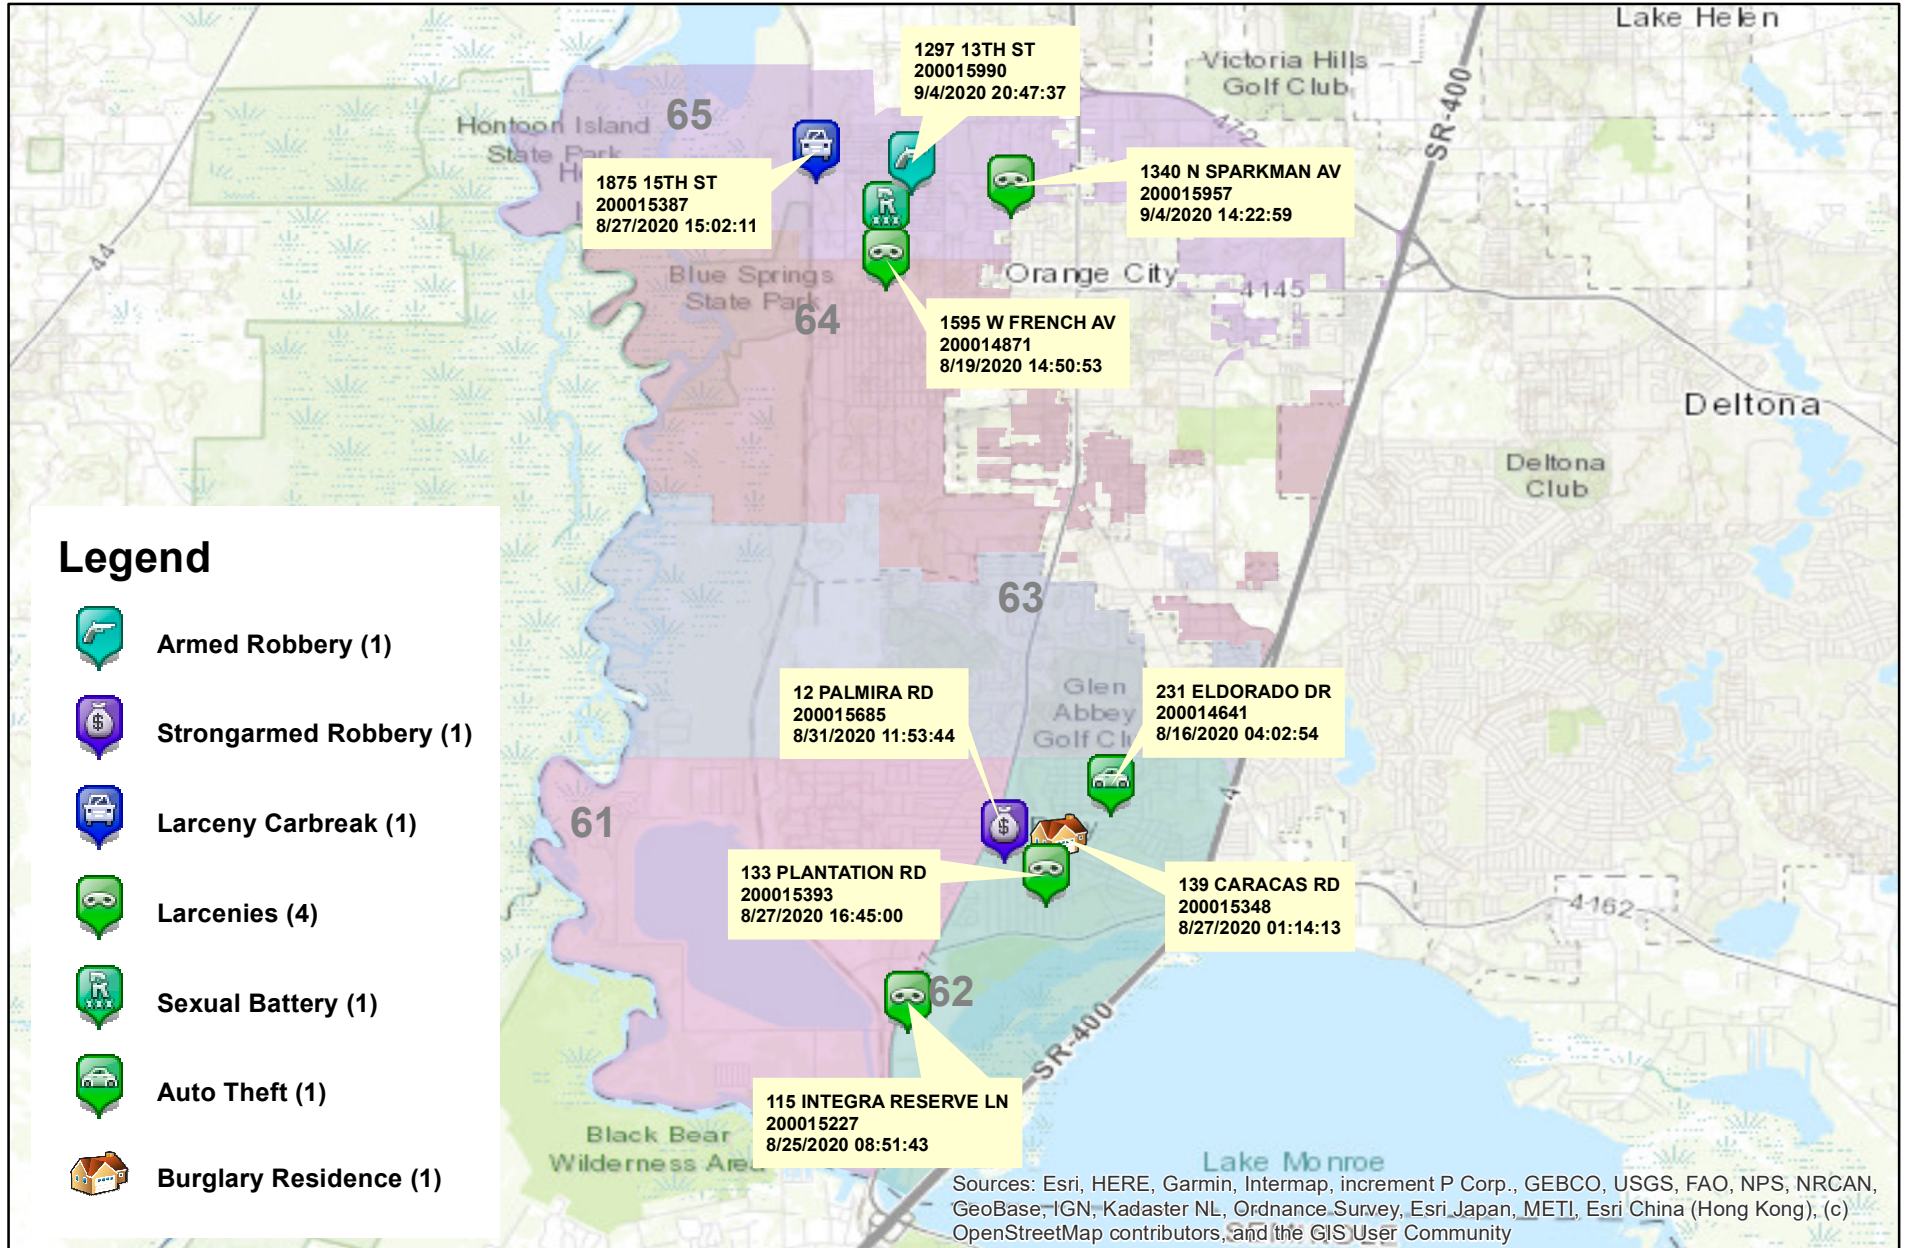 Lake Helen
1297 13TH ST
200015990
9/4/2020 20:47:37
Victoria Hills
Golf Club
SR-400
472
65
Hontoon Island
State Park
1875 15TH ST
200015387
8/27/2020 15:02:11
1340 N SPARKMAN AV
200015957
9/4/2020 14:22:59
44
Blue Springs
State Park
Orange City
4145
64
1595 W FRENCH AV
200014871
8/19/2020 14:50:53
Deltona
Deltona
Club
63
12 PALMIRA RD
200015685
8/31/2020 11:53:44
Glen
Abbey
Golf Cl
231 ELDORADO DR
200014641
8/16/2020 04:02:54
4
61
133 PLANTATION RD
200015393
8/27/2020 16:45:00
139 CARACAS RD
200015348
8/27/2020 01:14:13
4162
62
SR-400
115 INTEGRA RESERVE LN
200015227
8/25/2020 08:51:43
Black Bear
Wilderness Area
Lake Monroe
Legend
Armed Robbery (1)
Strongarmed Robbery (1)
Larceny Carbreak (1)
Larcenies (4)
Sexual Battery (1)
Auto Theft (1)
Burglary Residence (1)
Sources: Esri, HERE, Garmin, Intermap, increment P Corp., GEBCO, USGS, FAO, NPS, NRCAN,
GeoBase, IGN, Kadaster NL, Ordnance Survey, Esri Japan, METI, Esri China (Hong Kong), (c)
OpenStreetMap contributors, and the GIS User Community